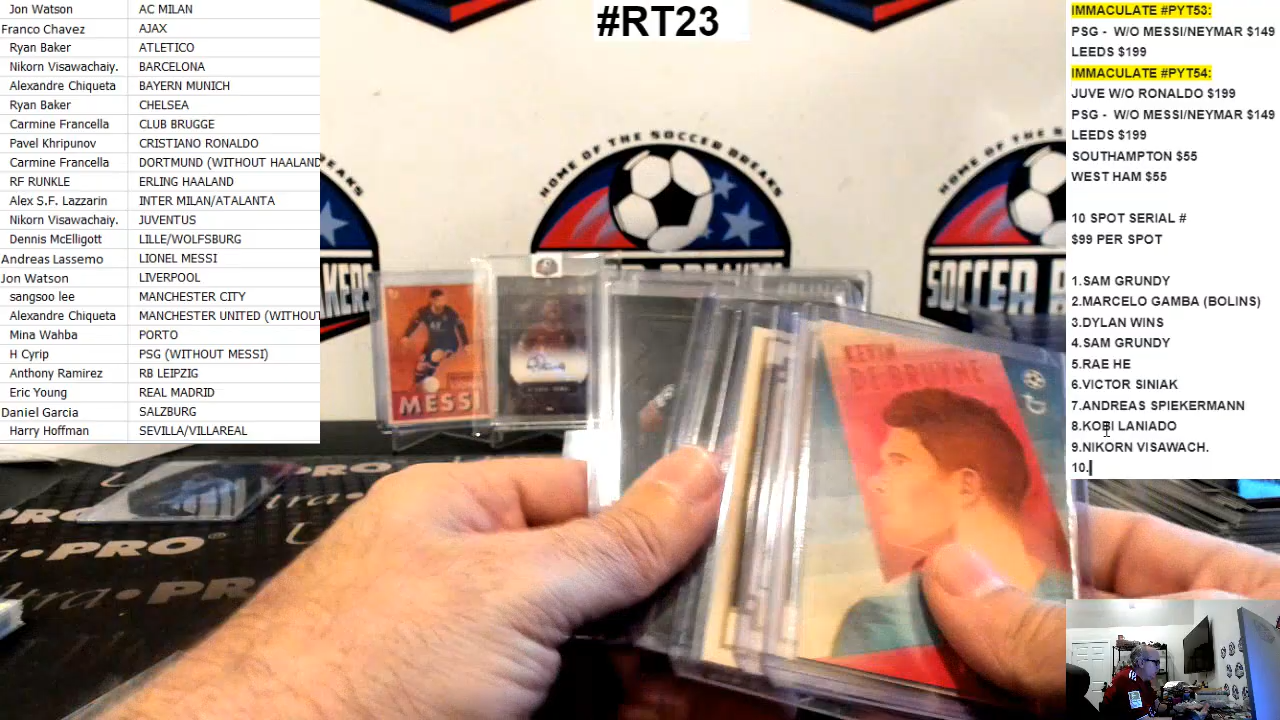 Jon Watson AC MILAN
Franco Chavez AJAX
Ryan Baker ATLETICO
Nikorn Visawachaiy. BARCELONA
Alexandre Chiqueta BAYERN MUNICH
Ryan Baker CHELSEA
Carmine Francella CLUB BRUGGE
Pavel Khripunov CRISTIANO RONALDO
Carmine Francella DORTMUND (WITHOUT HAALAND
RF RUNKLE ERLING HAALAND
Alex S.F. Lazzarin INTER MILAN/ATALANTA
Nikorn Visawachaiy. JUVENTUS
Dennis McElligott LILLE/WOLFSBURG
Andreas Lassemo LIONEL MESSI
Jon Watson LIVERPOOL
sangsoo lee MANCHESTER CITY
Alexandre Chiqueta MANCHESTER UNITED (WITHOUT
Mina Wahba PORTO
H Cyrip PSG (WITHOUT MESSI)
Anthony Ramirez RB LEIPZIG
Eric Young REAL MADRID
Daniel Garcia SALZBURG
Harry Hoffman SEVILLA/VILLAREAL
#RT23
HOME OF THE SOCCER BREAKS
HOME OF THE
SOCCER BREAKERS
MESSI
KEVIN
DE BRUYNE
PRO
IMMACULATE #PYT53:
PSG - W/O MESSI/NEYMAR $149
LEEDS $199
IMMACULATE #PYT54:
JUVE W/O RONALDO $199
PSG - W/O MESSI/NEYMAR $149
LEEDS $199
SOUTHAMPTON $55
WEST HAM $55
10 SPOT SERIAL #
$99 PER SPOT
1.SAM GRUNDY
2.MARCELO GAMBA (BOLINS)
3.DYLAN WINS
4.SAM GRUNDY
5.RAE HE
6.VICTOR SINIAK
7.ANDREAS SPIEKERMANN
8.KOBI LANIADO
9.NIKORN VISAWACH.
10.